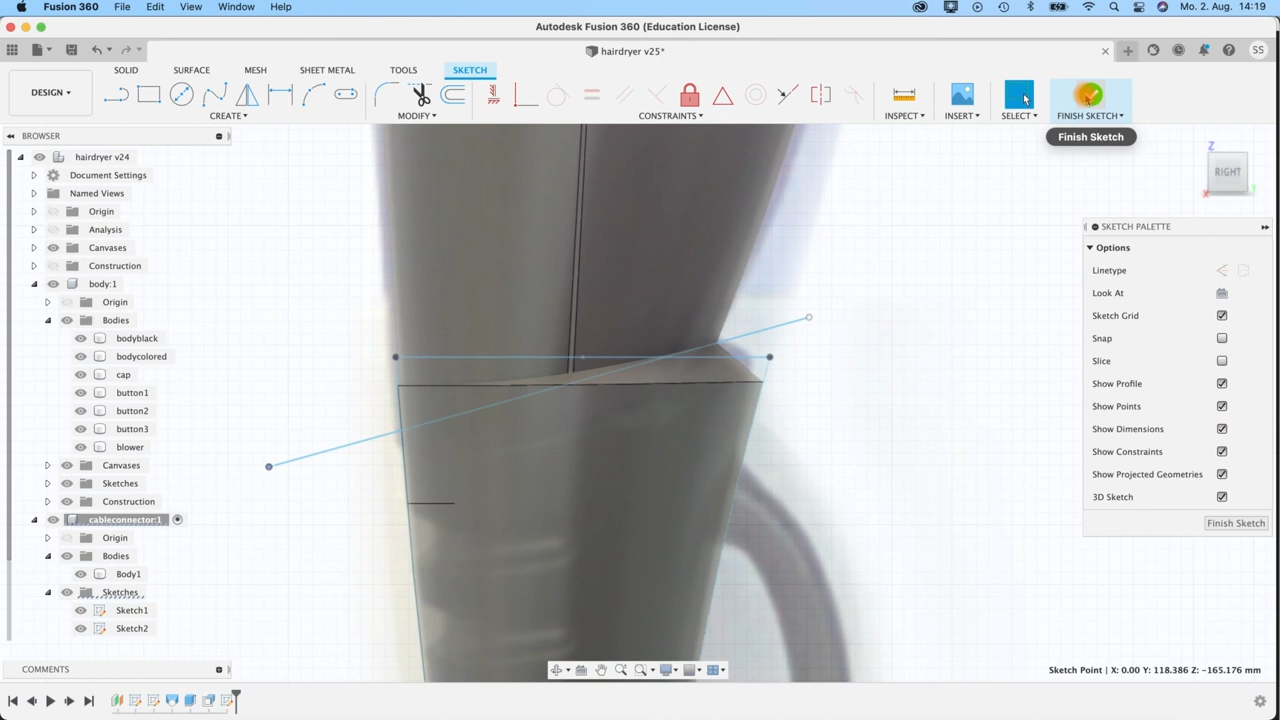 Fusion 360 File Edit View Window Help Mo. 2. Aug. 14:19
Autodesk Fusion 360 (Education License)
hairdryer v25*
SS
DESIGN
SOLID SURFACE MESH SHEET METAL TOOLS SKETCH
CREATE MODIFY CONSTRAINTS INSPECT INSERT SELECT FINISH SKETCH
Finish Sketch
BROWSER
hairdryer v24
Document Settings
Named Views
Origin
Analysis
Canvases
Construction
body:1
Origin
Bodies
bodyblack
bodycolored
cap
button1
button2
button3
blower
Canvases
Sketches
Construction
cableconnector:1
Origin
Bodies
Body1
Sketches
Sketch1
Sketch2
COMMENTS
Z
RIGHT
X Y
SKETCH PALETTE
Options
Linetype
Look At
Sketch Grid
Snap
Slice
Show Profile
Show Points
Show Dimensions
Show Constraints
Show Projected Geometries
3D Sketch
Finish Sketch
Sketch Point | X: 0.00 Y: 118.386 Z: -165.176 mm